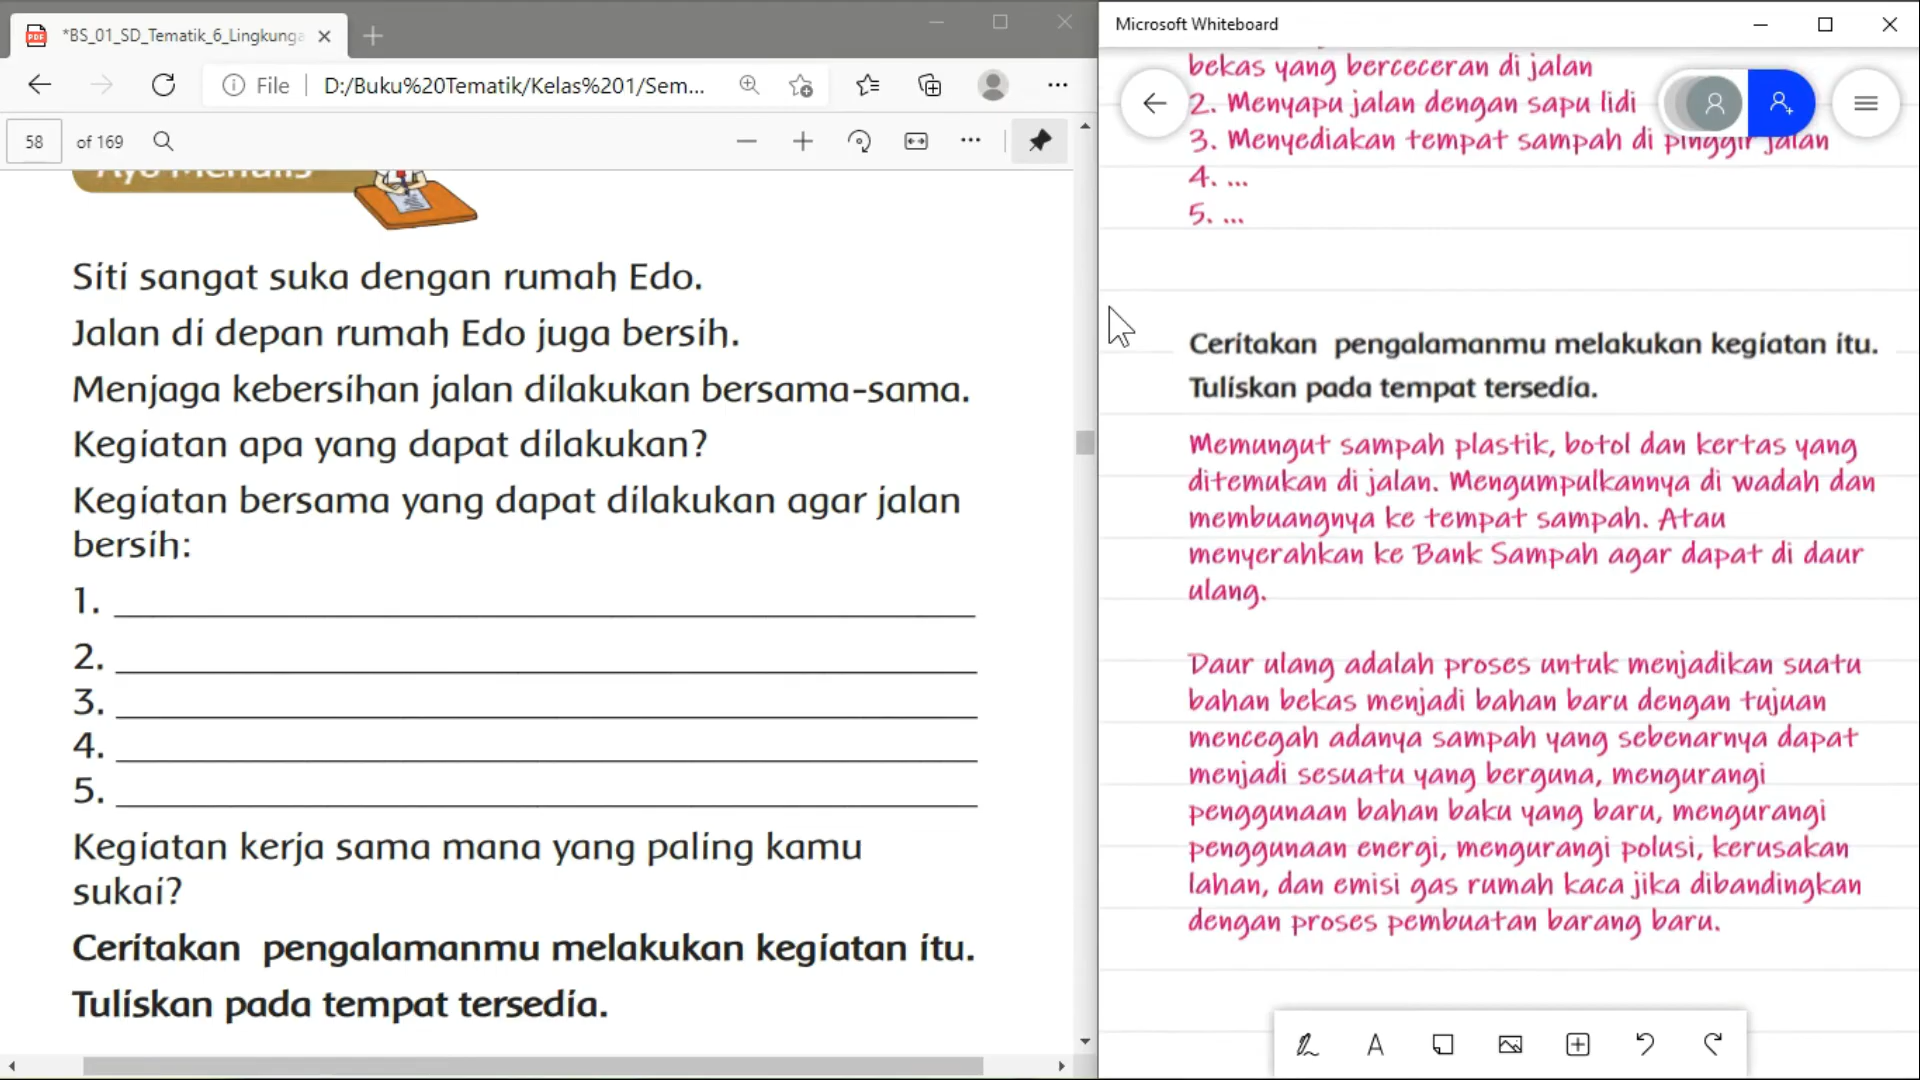 *BS_01_SD_Tematik_6_Lingkunga
File
D:/Buku%20Tematik/Kelas%201/Sem...
58 of 169
Ayo Menulis
Siti sangat suka dengan rumah Edo.
Jalan di depan rumah Edo juga bersih.
Menjaga kebersihan jalan dilakukan bersama-sama.
Kegiatan apa yang dapat dilakukan?
Kegiatan bersama yang dapat dilakukan agar jalan
bersih:
1.
2.
3.
4.
5.
Kegiatan kerja sama mana yang paling kamu
sukai?
Ceritakan pengalamanmu melakukan kegiatan itu.
Tuliskan pada tempat tersedia.
Microsoft Whiteboard
bekas yang berceceran di jalan
2. Menyapu jalan dengan sapu lidi
3. Menyediakan tempat sampah di pinggir jalan
4. ...
5. ...
Ceritakan pengalamanmu melakukan kegiatan itu.
Tuliskan pada tempat tersedia.
Memungut sampah plastik, botol dan kertas yang
ditemukan di jalan. Mengumpulkannya di wadah dan
membuangnya ke tempat sampah. Atau
menyerahkan ke Bank Sampah agar dapat di daur
ulang.
Daur ulang adalah proses untuk menjadikan suatu
bahan bekas menjadi bahan baru dengan tujuan
mencegah adanya sampah yang sebenarnya dapat
menjadi sesuatu yang berguna, mengurangi
penggunaan bahan baku yang baru, mengurangi
penggunaan energi, mengurangi polusi, kerusakan
lahan, dan emisi gas rumah kaca jika dibandingkan
dengan proses pembuatan barang baru.